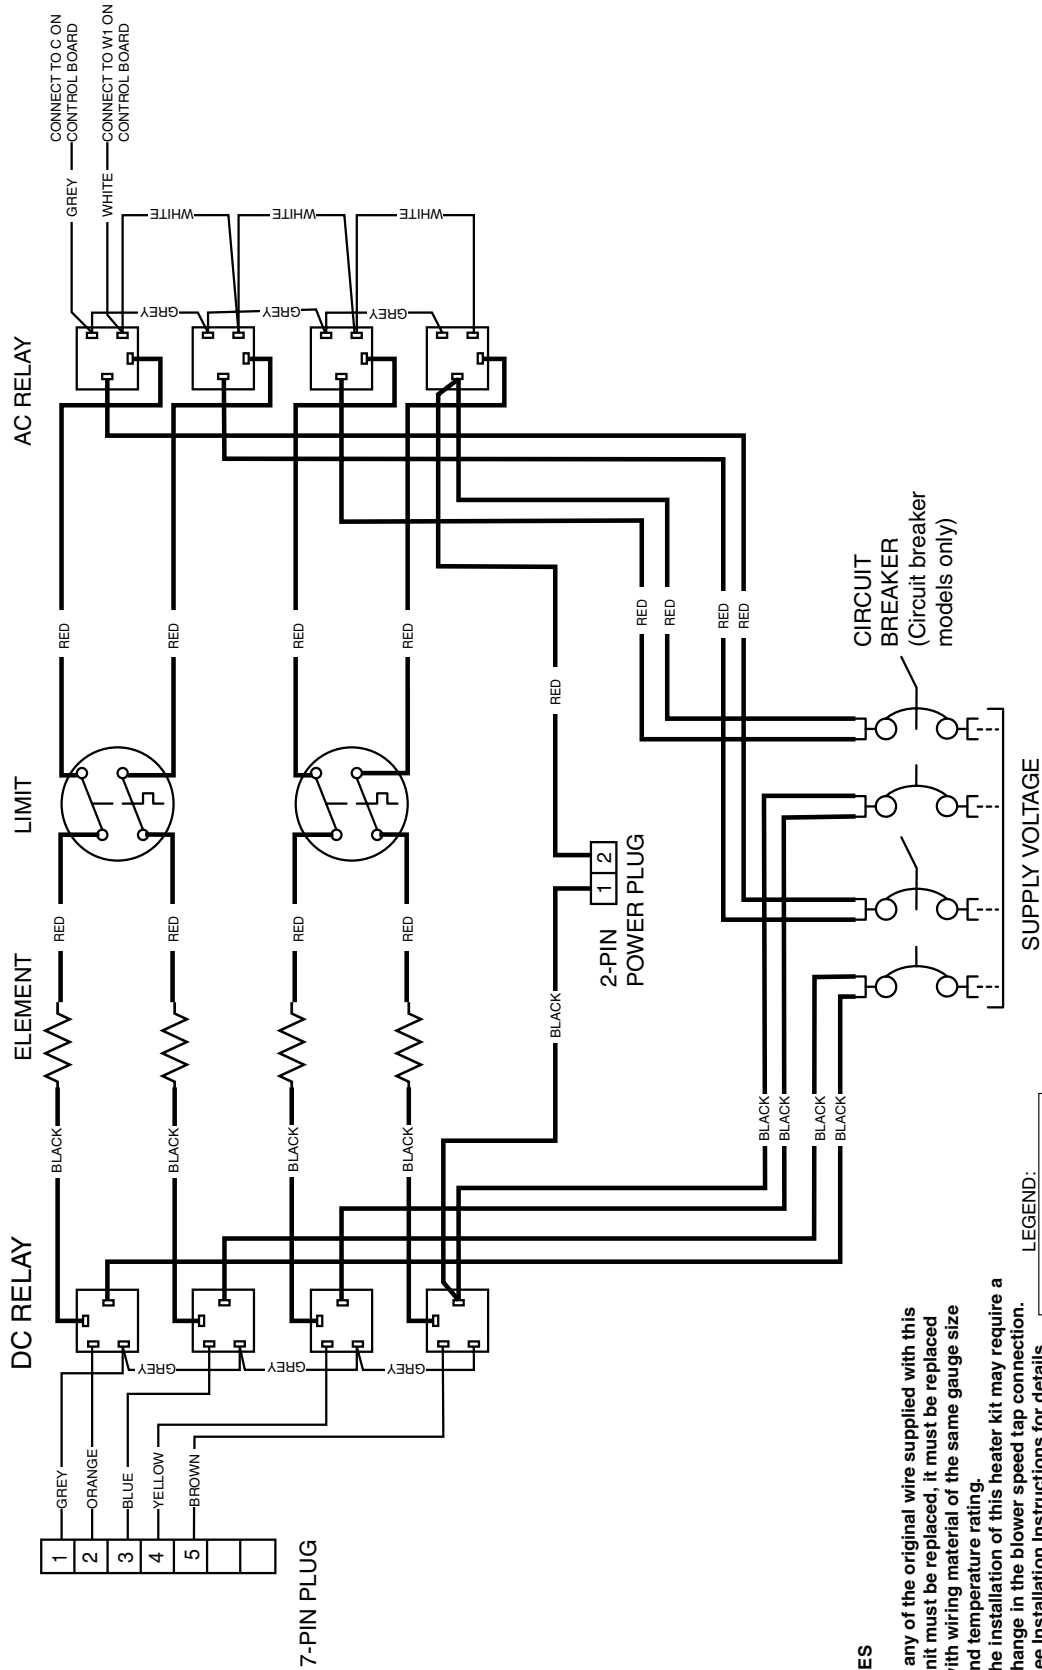 DC RELAY
ELEMENT
LIMIT
AC RELAY
CONNECT TO C ON
CONTROL BOARD
CONNECT TO W1 ON
CONTROL BOARD
GREY
WHITE
BLACK
RED
RED
BLACK
RED
RED
BLACK
RED
RED
BLACK
RED
RED
GREY
GREY
GREY
WHITE
WHITE
WHITE
GREY
GREY
GREY
1
2
3
4
5
GREY
ORANGE
BLUE
YELLOW
BROWN
7-PIN PLUG
BLACK
1 2
RED
2-PIN
POWER PLUG
RED
RED
RED
RED
BLACK
BLACK
BLACK
BLACK
CIRCUIT
BREAKER
(Circuit breaker
models only)
SUPPLY VOLTAGE
LEGEND:
ES
any of the original wire supplied with this
nit must be replaced, it must be replaced
ith wiring material of the same gauge size
nd temperature rating.
he installation of this heater kit may require a
hange in the blower speed tap connection.
ee Installation Instructions for details